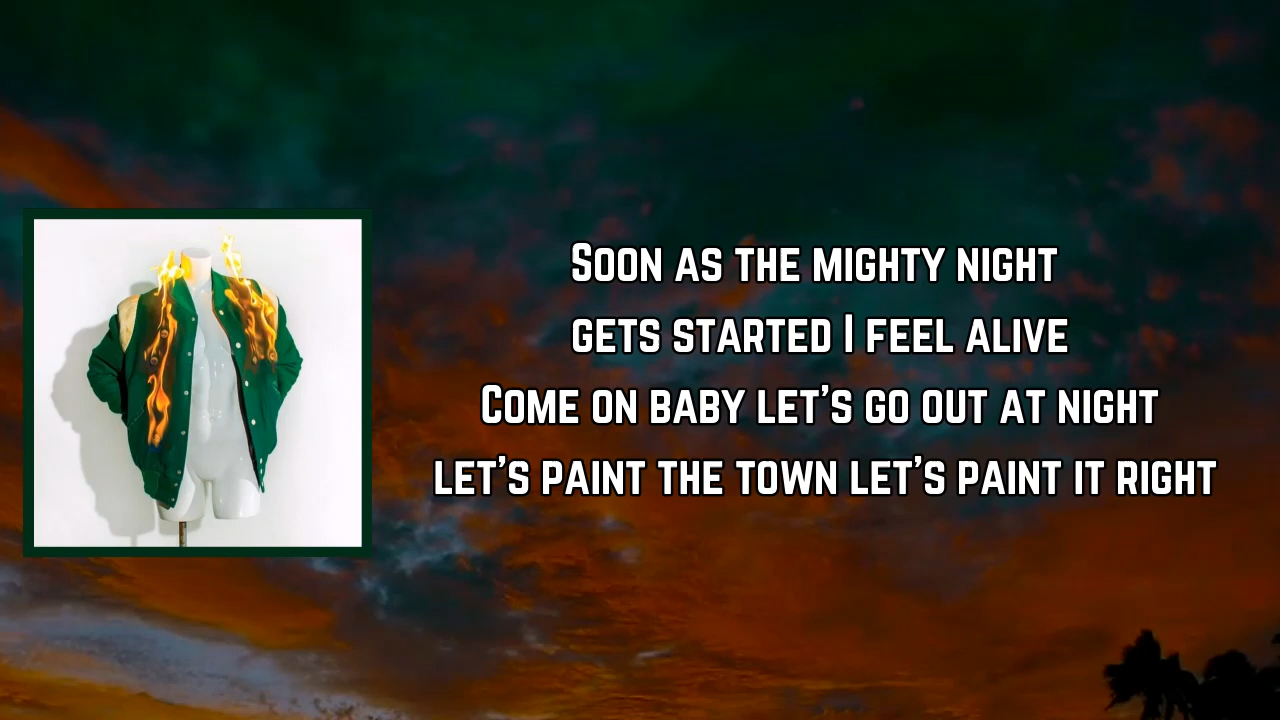 Soon as the mighty night
gets started I feel alive
Come on baby let's go out at night
let's paint the town let's paint it right